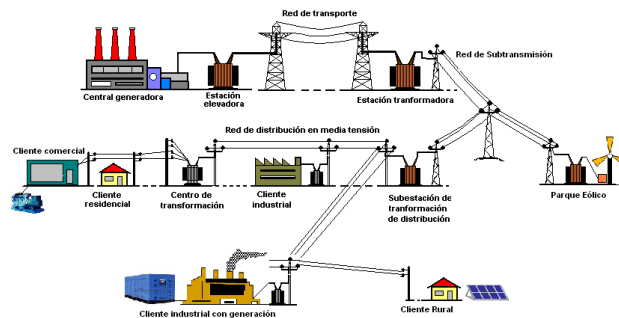 Red de transporte
Red de Subtransmisión
Central generadora
Estación
elevadora
Estación tranformadora
Red de distribución en media tensión
Cliente comercial
Cliente
residencial
Centro de
transformación
Cliente
industrial
Subestación de
tranformación
de distribución
Parque Eólico
Cliente industrial con generación
Cliente Rural